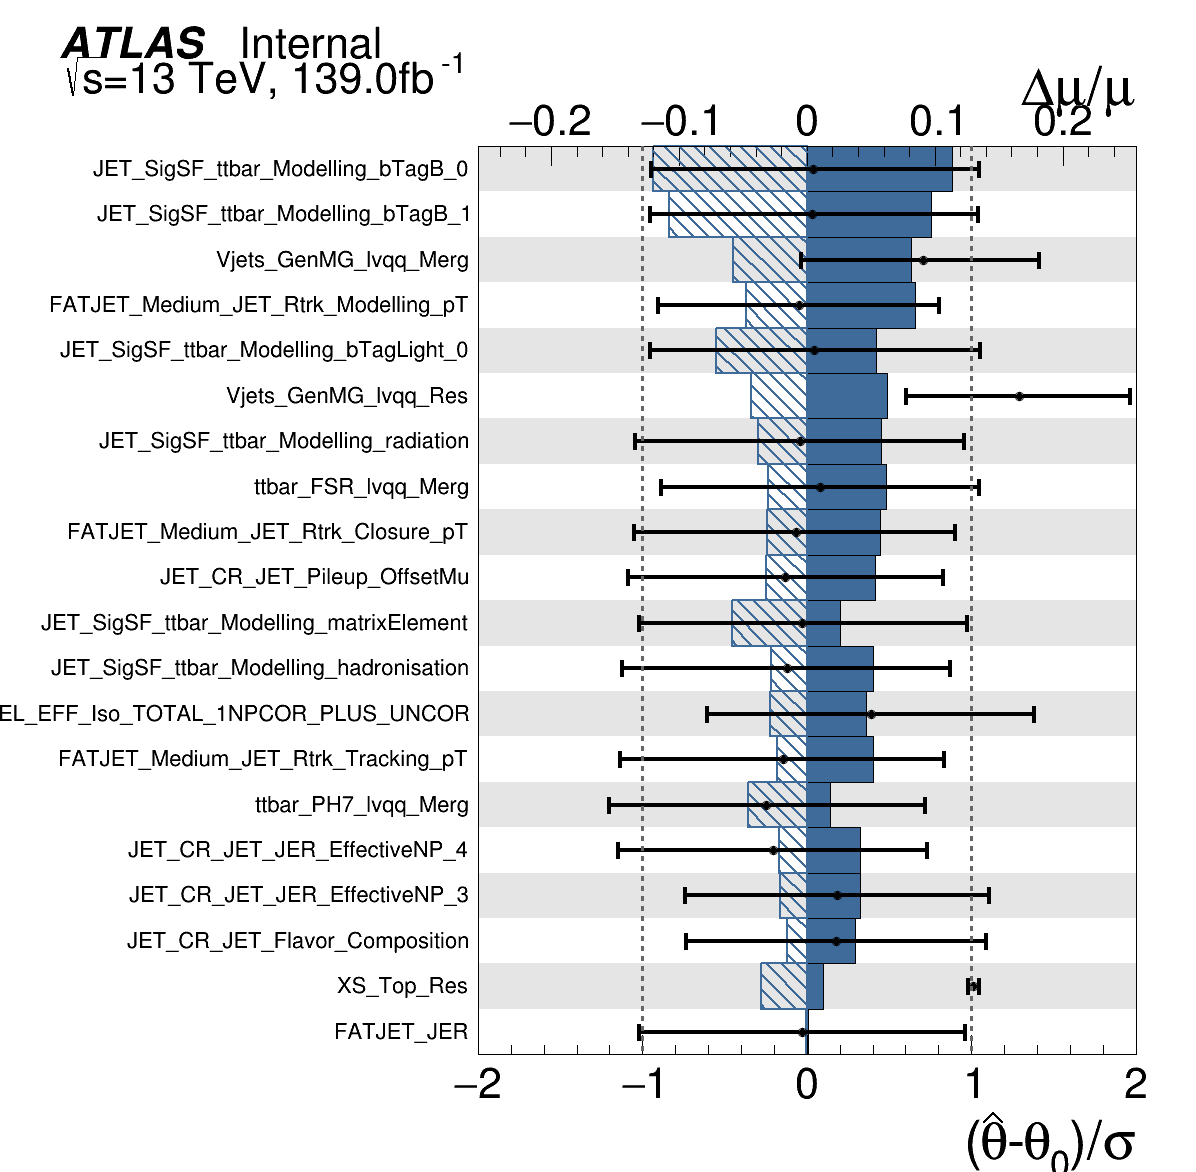 ATLAS Internal
√s=13 TeV, 139.0fb⁻¹
Δμ/μ
−0.2 −0.1 0 0.1 0.2
JET_SigSF_ttbar_Modelling_bTagB_0
JET_SigSF_ttbar_Modelling_bTagB_1
Vjets_GenMG_lvqq_Merg
FATJET_Medium_JET_Rtrk_Modelling_pT
JET_SigSF_ttbar_Modelling_bTagLight_0
Vjets_GenMG_lvqq_Res
JET_SigSF_ttbar_Modelling_radiation
ttbar_FSR_lvqq_Merg
FATJET_Medium_JET_Rtrk_Closure_pT
JET_CR_JET_Pileup_OffsetMu
JET_SigSF_ttbar_Modelling_matrixElement
JET_SigSF_ttbar_Modelling_hadronisation
EL_EFF_Iso_TOTAL_1NPCOR_PLUS_UNCOR
FATJET_Medium_JET_Rtrk_Tracking_pT
ttbar_PH7_lvqq_Merg
JET_CR_JET_JER_EffectiveNP_4
JET_CR_JET_JER_EffectiveNP_3
JET_CR_JET_Flavor_Composition
XS_Top_Res
FATJET_JER
−2 −1 0 1 2
(θ̂-θ₀)/σ